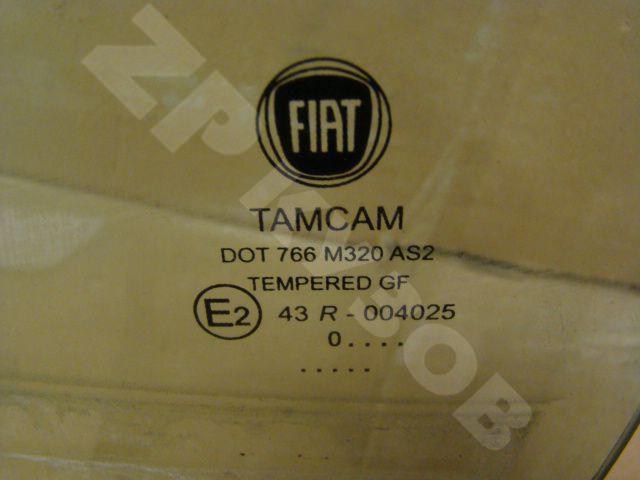 FIAT
TAMCAM
DOT 766 M320 AS2
TEMPERED GF
E2 43 R - 004025
0....
.....